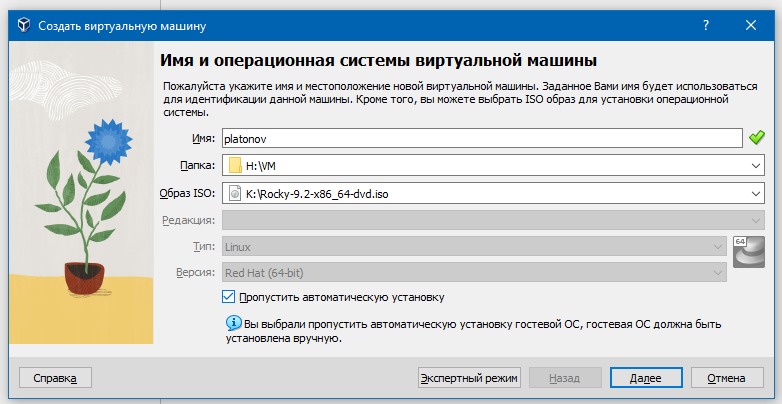 Создать виртуальную машину
Имя и операционная системы виртуальной машины
Пожалуйста укажите имя и местоположение новой виртуальной машины. Заданное Вами имя будет использоваться
для идентификации данной машины. Кроме того, вы можете выбрать ISO образ для установки операционной
системы.
Имя: platonov
Папка: H:\VM
Образ ISO: K:\Rocky-9.2-x86_64-dvd.iso
Редакция:
Тип: Linux
64
Версия: Red Hat (64-bit)
Пропустить автоматическую установку
Вы выбрали пропустить автоматическую установку гостевой ОС, гостевая ОС должна быть
установлена вручную.
Справка Экспертный режим Назад Далее Отмена